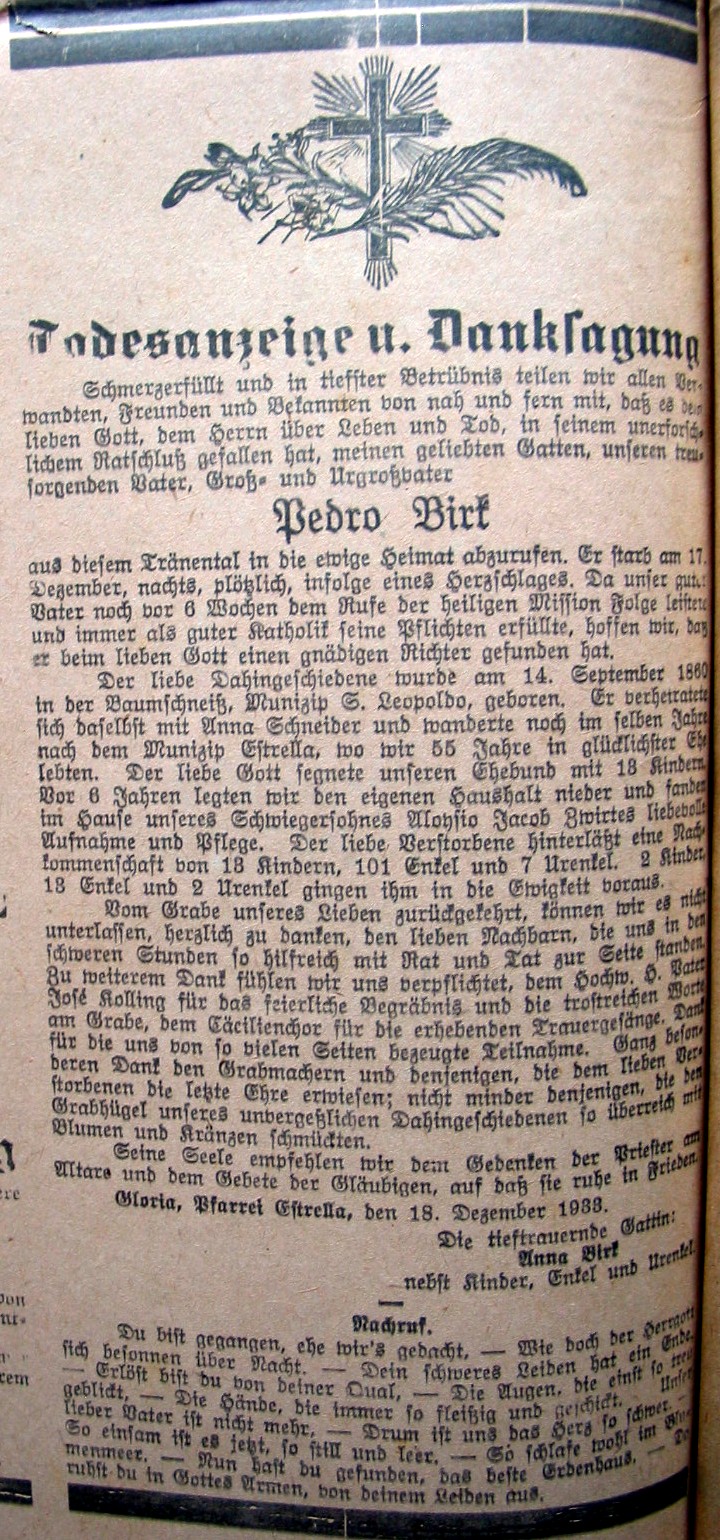 Todesanzeige u. Danksagung
Schmerzerfüllt und in tiefster Betrübnis teilen wir allen Ver-
wandten, Freunden und Bekannten von nah und fern mit, daß es dem
lieben Gott, dem Herrn über Leben und Tod, in seinem unerforsch-
lichem Ratschluß gefallen hat, meinen geliebten Gatten, unseren treu-
sorgenden Vater, Groß- und Urgroßvater
Pedro Birk
aus diesem Tränental in die ewige Heimat abzurufen. Er starb am 17.
Dezember, nachts, plötzlich, infolge eines Herzschlages. Da unser guter
Vater noch vor 6 Wochen dem Rufe der heiligen Mission Folge leistete
und immer als guter Katholik seine Pflichten erfüllte, hoffen wir, daß
er beim lieben Gott einen gnädigen Richter gefunden hat.
Der liebe Dahingeschiedene wurde am 14. September 1860
in der Baumschneiß, Munizip S. Leopoldo, geboren. Er verheiratete
sich daselbst mit Anna Schneider und wanderte noch im selben Jahre
nach dem Munizip Estrella, wo wir 55 Jahre in glücklichster Ehe
lebten. Der liebe Gott segnete unseren Ehebund mit 13 Kindern.
Vor 6 Jahren legten wir den eigenen Haushalt nieder und fanden
im Hause unseres Schwiegersohnes Aloysio Jacob Zwirtes liebevolle
Aufnahme und Pflege. Der liebe Verstorbene hinterläßt eine Nach-
kommenschaft von 13 Kindern, 101 Enkel und 7 Urenkel. 2 Kinder,
13 Enkel und 2 Urenkel gingen ihm in die Ewigkeit voraus.
Vom Grabe unseres Lieben zurückgekehrt, können wir es nicht
unterlassen, herzlich zu danken, den lieben Nachbarn, die uns in den
schweren Stunden so hilfreich mit Rat und Tat zur Seite standen.
Zu weiterem Dank fühlen wir uns verpflichtet, dem Hochw. H. Pater
José Kolling für das feierliche Begräbnis und die trostreichen Worte
am Grabe, dem Cäcilienchor für die erhebenden Trauergesänge. Dank
für die uns von so vielen Seiten bezeugte Teilnahme. Ganz beson-
deren Dank den Grabmachern und denjenigen, die dem lieben Ver-
storbenen die letzte Ehre erwiesen; nicht minder denjenigen, die den
Grabhügel unseres unvergeßlichen Dahingeschiedenen so überreich mit
Blumen und Kränzen schmückten.
Seine Seele empfehlen wir dem Gedenken der Priester am
Altare und dem Gebete der Gläubigen, auf daß sie ruhe in Frieden.
Gloria, Pfarrei Estrella, den 18. Dezember 1933.
Die tieftrauernde Gattin:
Anna Birk
nebst Kinder, Enkel und Urenkel.
Nachruf.
Du bist gegangen, ehe wir's gedacht, — Wie doch der Herrgott
sich besonnen über Nacht. — Dein schweres Leiden hat ein Ende,
— Erlöst bist du von deiner Qual, — Die Augen, die einst so treu
geblickt, — Die Hände, die immer so fleißig und geschickt. — Unser
lieber Vater ist nicht mehr, — Drum ist uns das Herz so schwer. —
So einsam ist es jetzt, so still und leer. — So schlafe wohl im Blu-
menmeer. — Nun hast du gefunden, das beste Erdenhaus. — Da
ruhst du in Gottes Armen, von deinem Leiden aus.